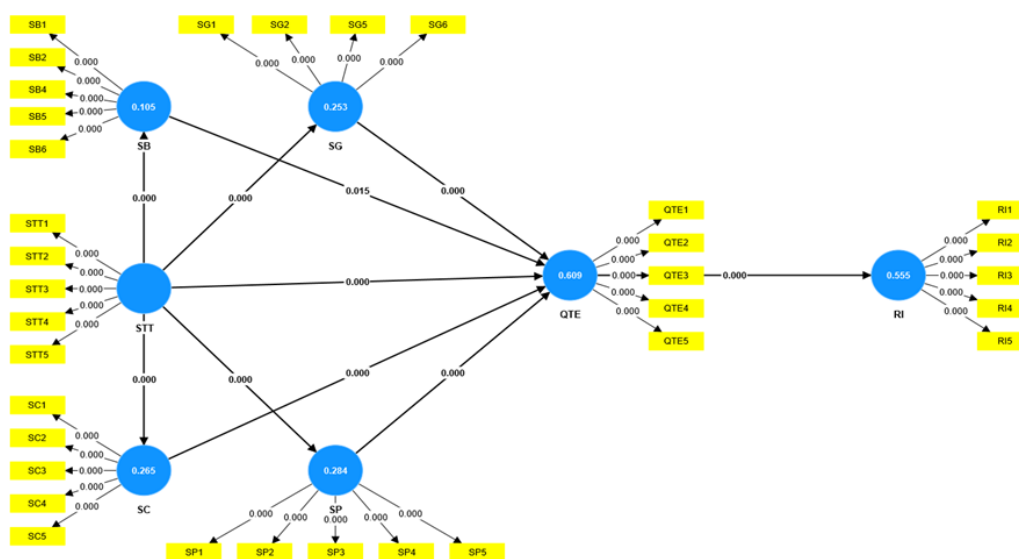 SB1
SB2
SB4
SB5
SB6
0.000
0.000
0.000
0.000
0.000
0.105
SB
SG1
SG2
SG5
SG6
0.000
0.000
0.000
0.000
0.253
SG
0.000
0.000
0.015
0.000
STT1
STT2
STT3
STT4
STT5
0.000
0.000
0.000
0.000
0.000
STT
0.000
0.609
QTE
QTE1
QTE2
QTE3
QTE4
QTE5
0.000
0.000
0.000
0.000
0.000
0.000
0.555
RI
RI1
RI2
RI3
RI4
RI5
0.000
0.000
0.000
0.000
0.000
0.000
0.000
0.000
0.000
SC1
SC2
SC3
SC4
SC5
0.000
0.000
0.000
0.000
0.000
0.265
SC
0.284
SP
0.000
0.000
0.000
0.000
0.000
SP1
SP2
SP3
SP4
SP5